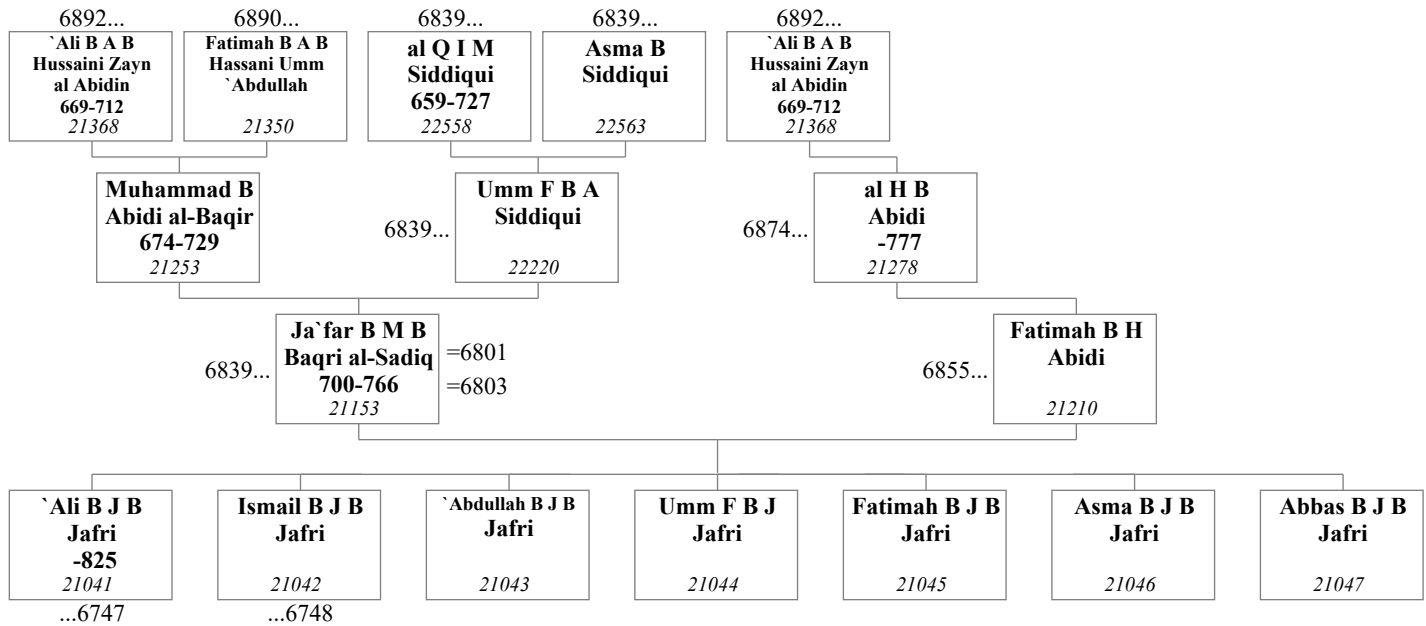 6892...
6890...
6839...
6839...
6892...
`Ali B A B
Hussaini Zayn
al Abidin
669-712
21368
Fatimah B A B
Hassani Umm
`Abdullah
21350
al Q I M
Siddiqui
659-727
22558
Asma B
Siddiqui
22563
`Ali B A B
Hussaini Zayn
al Abidin
669-712
21368
Muhammad B
Abidi al-Baqir
674-729
21253
6839...
Umm F B A
Siddiqui
22220
6874...
al H B
Abidi
-777
21278
6839...
Ja`far B M B
Baqri al-Sadiq
700-766
21153
=6801
=6803
6855...
Fatimah B H
Abidi
21210
`Ali B J B
Jafri
-825
21041
Ismail B J B
Jafri
21042
`Abdullah B J B
Jafri
21043
Umm F B J
Jafri
21044
Fatimah B J B
Jafri
21045
Asma B J B
Jafri
21046
Abbas B J B
Jafri
21047
...6747
...6748